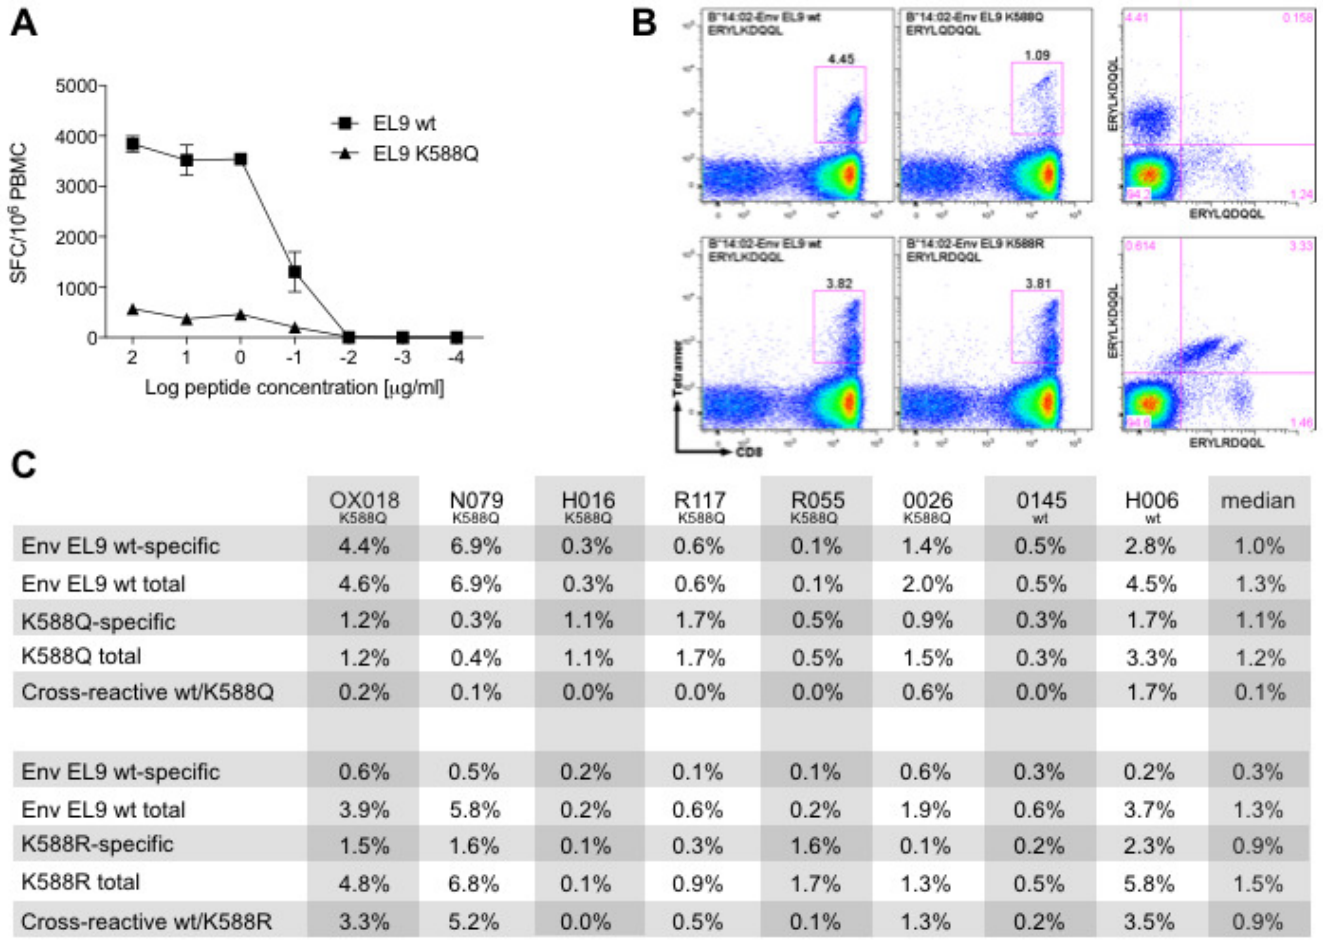 A
5000
4000
3000
2000
1000
0
SFC/10⁶ PBMC
EL9 wt
EL9 K588Q
2 1 0 -1 -2 -3 -4
Log peptide concentration [µg/ml]
B
B*14:02-Env EL9 wt
ERYLKDQQL
4.45
B*14:02-Env EL9 K588Q
ERYLQDQQL
1.09
4.41 0.158
ERYLKDQQL
94.2 1.24
ERYLQDQQL
B*14:02-Env EL9 wt
ERYLKDQQL
3.82
B*14:02-Env EL9 K588R
ERYLRDQQL
3.81
0.614 3.33
ERYLKDQQL
94.6 1.46
ERYLRDQQL
Tetramer
CD8
C
OX018 N079 H016 R117 R055 0026 0145 H006 median
K588Q K588Q K588Q K588Q K588Q K588Q wt wt
Env EL9 wt-specific 4.4% 6.9% 0.3% 0.6% 0.1% 1.4% 0.5% 2.8% 1.0%
Env EL9 wt total 4.6% 6.9% 0.3% 0.6% 0.1% 2.0% 0.5% 4.5% 1.3%
K588Q-specific 1.2% 0.3% 1.1% 1.7% 0.5% 0.9% 0.3% 1.7% 1.1%
K588Q total 1.2% 0.4% 1.1% 1.7% 0.5% 1.5% 0.3% 3.3% 1.2%
Cross-reactive wt/K588Q 0.2% 0.1% 0.0% 0.0% 0.0% 0.6% 0.0% 1.7% 0.1%
Env EL9 wt-specific 0.6% 0.5% 0.2% 0.1% 0.1% 0.6% 0.3% 0.2% 0.3%
Env EL9 wt total 3.9% 5.8% 0.2% 0.6% 0.2% 1.9% 0.6% 3.7% 1.3%
K588R-specific 1.5% 1.6% 0.1% 0.3% 1.6% 0.1% 0.2% 2.3% 0.9%
K588R total 4.8% 6.8% 0.1% 0.9% 1.7% 1.3% 0.5% 5.8% 1.5%
Cross-reactive wt/K588R 3.3% 5.2% 0.0% 0.5% 0.1% 1.3% 0.2% 3.5% 0.9%